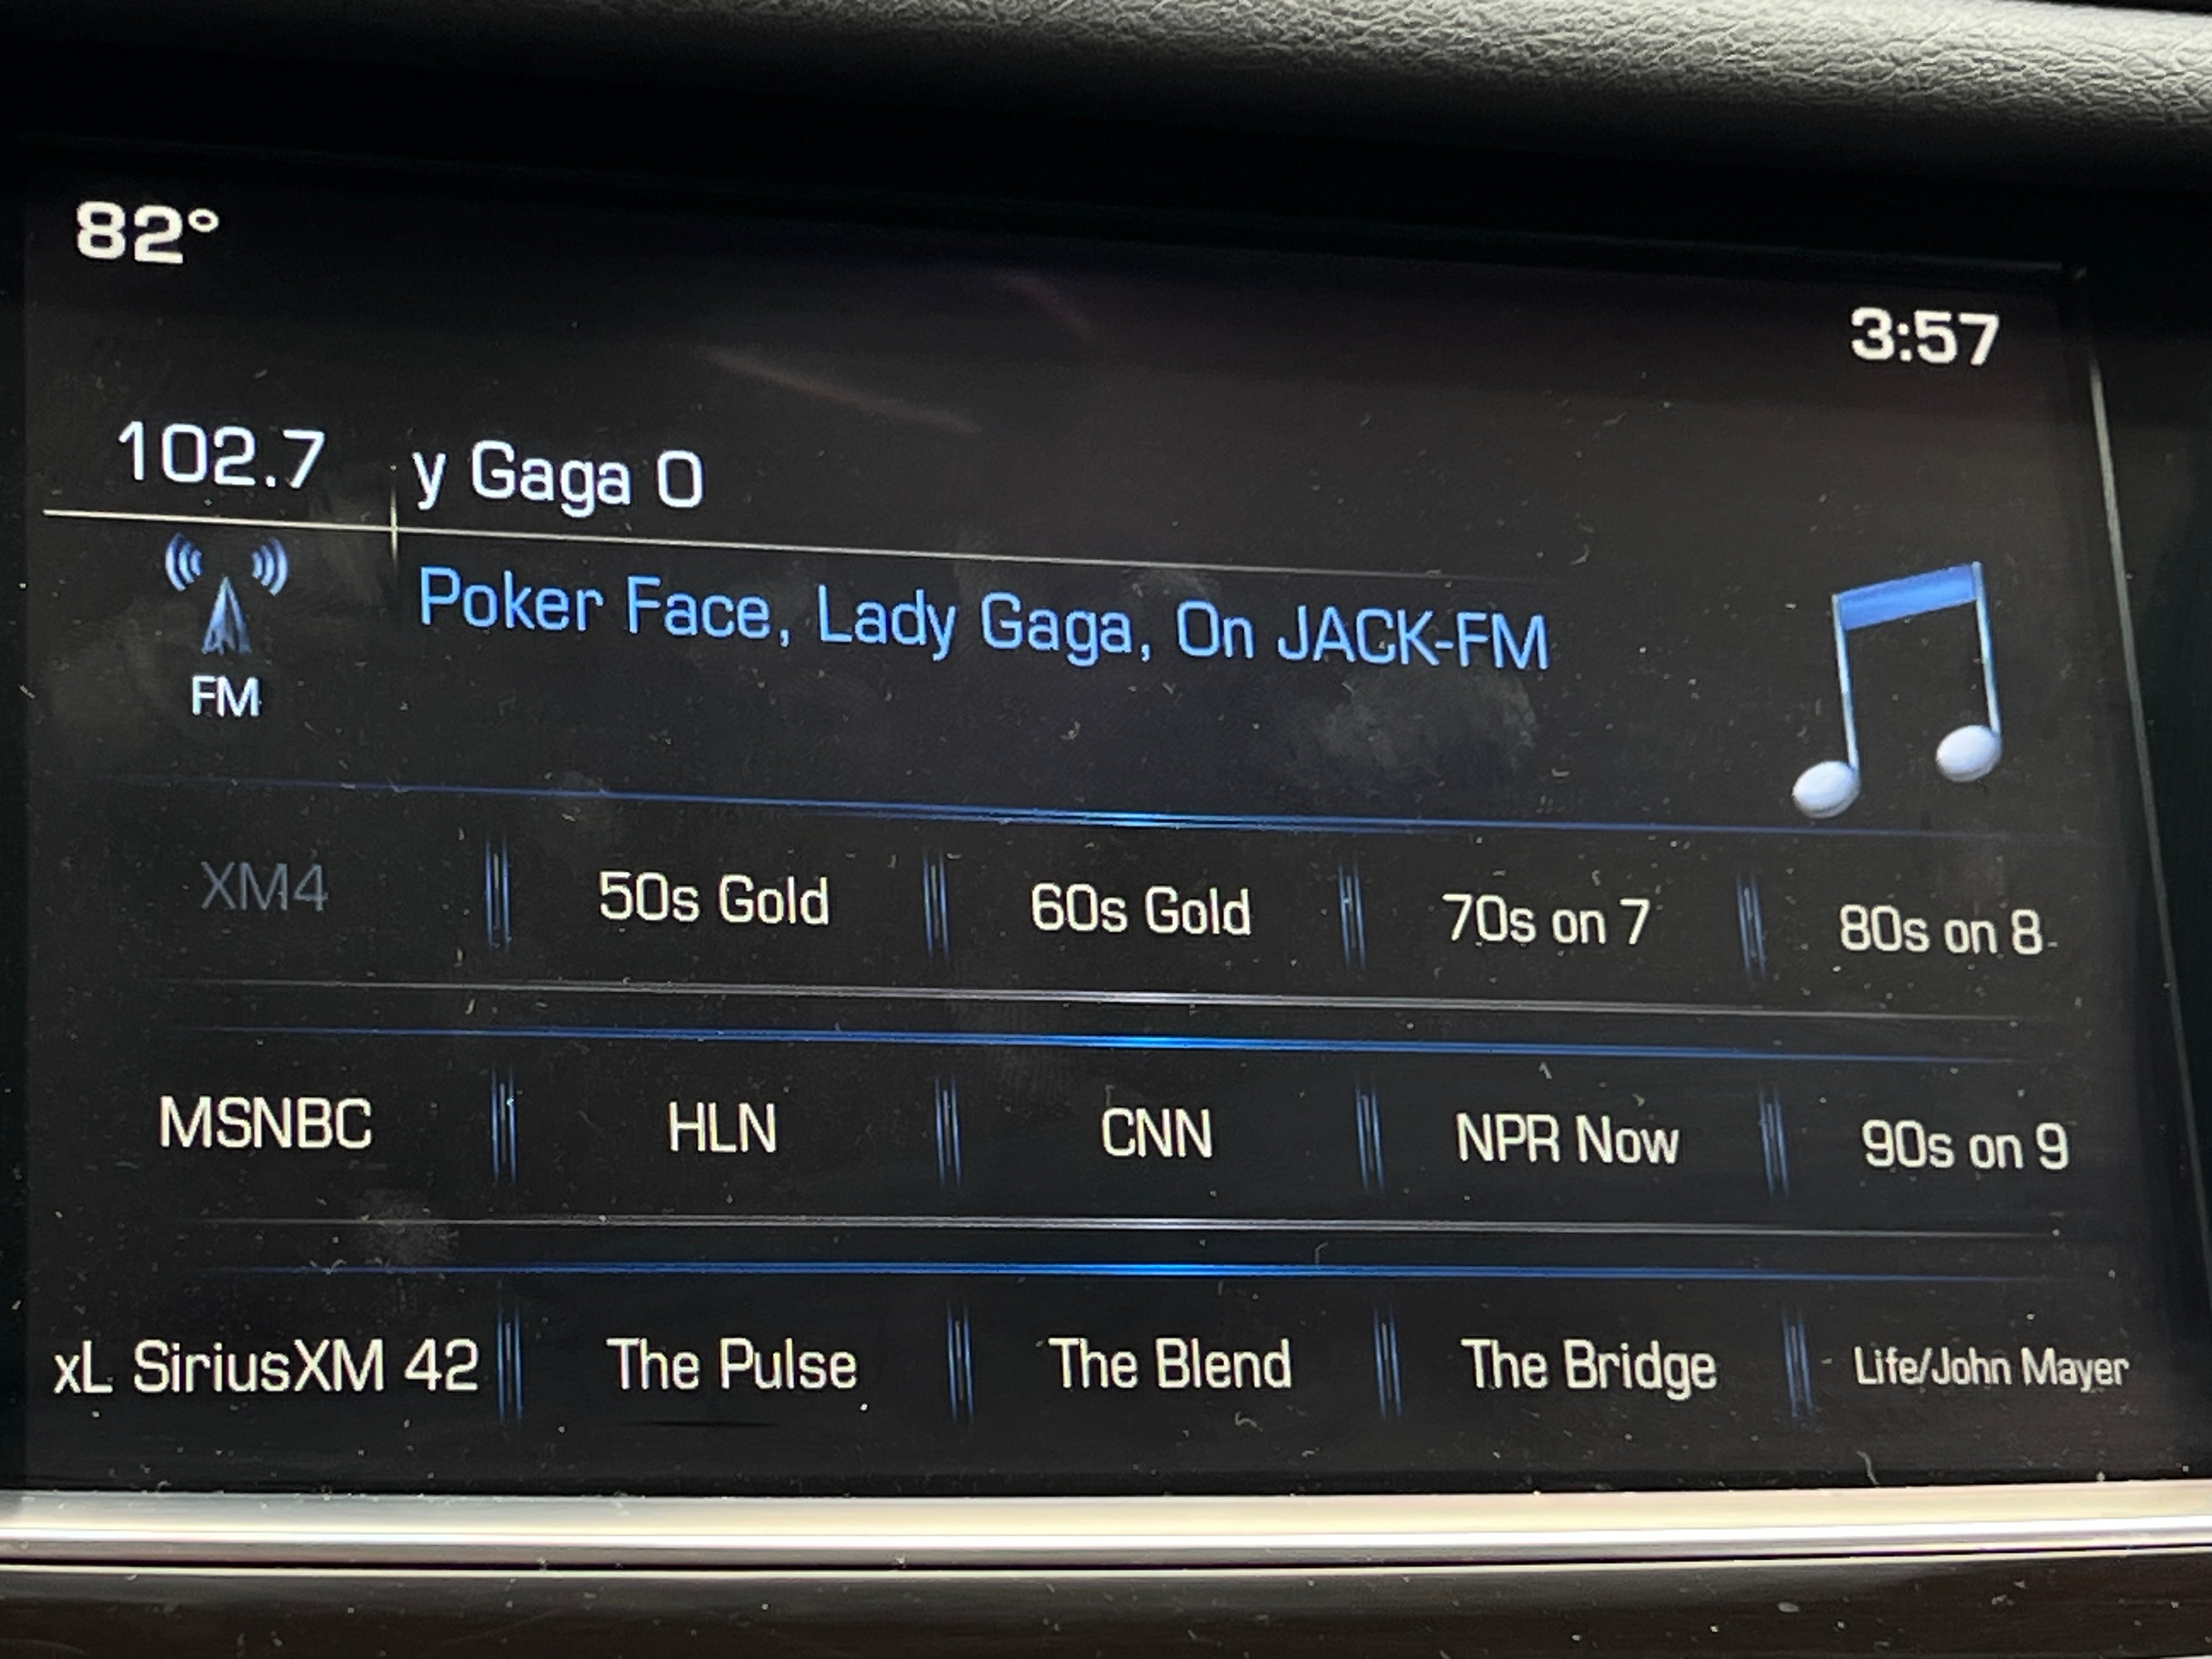 82°
3:57
102.7 y Gaga O
Poker Face, Lady Gaga, On JACK-FM
FM
XM4 50s Gold 60s Gold 70s on 7 80s on 8
MSNBC HLN CNN NPR Now 90s on 9
xL SiriusXM 42 The Pulse The Blend The Bridge Life/John Mayer